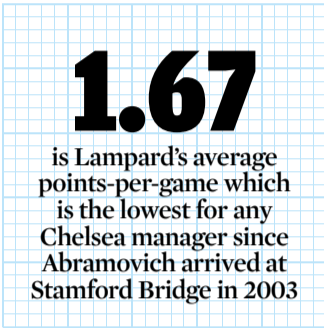 1.67
is Lampard’s average
points-per-game which
is the lowest for any
Chelsea manager since
Abramovich arrived at
Stamford Bridge in 2003